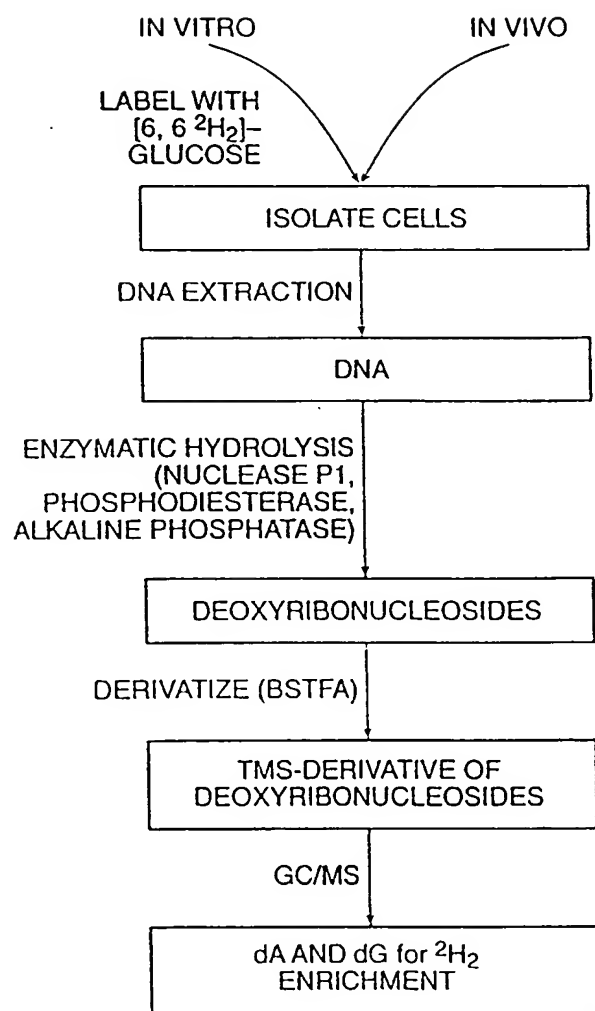 IN VITRO IN VIVO
LABEL WITH
[6, 6 ²H₂]–
GLUCOSE
ISOLATE CELLS
DNA EXTRACTION
DNA
ENZYMATIC HYDROLYSIS
(NUCLEASE P1,
PHOSPHODIESTERASE,
ALKALINE PHOSPHATASE)
DEOXYRIBONUCLEOSIDES
DERIVATIZE (BSTFA)
TMS-DERIVATIVE OF
DEOXYRIBONUCLEOSIDES
GC/MS
dA AND dG for ²H₂
ENRICHMENT